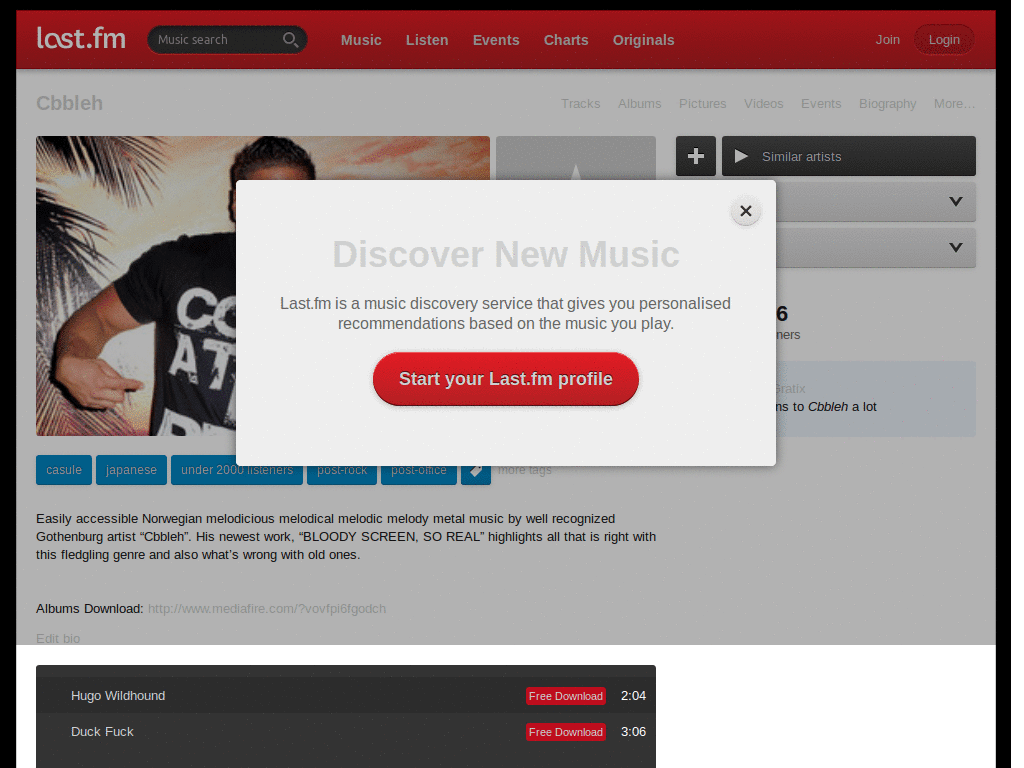 last.fm
Music search
Music Listen Events Charts Originals
Join Login
Cbbleh
Tracks Albums Pictures Videos Events Biography More...
Similar artists
Discover New Music
Last.fm is a music discovery service that gives you personalised
recommendations based on the music you play.
Start your Last.fm profile
6
Gratix
to Cbbleh a lot
CO
AT
casule japanese under 2000 listeners post-rock post-office more tags
Easily accessible Norwegian melodicious melodical melodic melody metal music by well recognized
Gothenburg artist “Cbbleh”. His newest work, “BLOODY SCREEN, SO REAL” highlights all that is right with
this fledgling genre and also what’s wrong with old ones.
Albums Download: http://www.mediafire.com/?vovfpi6fgodch
Edit bio
Hugo Wildhound Free Download 2:04
Duck Fuck Free Download 3:06